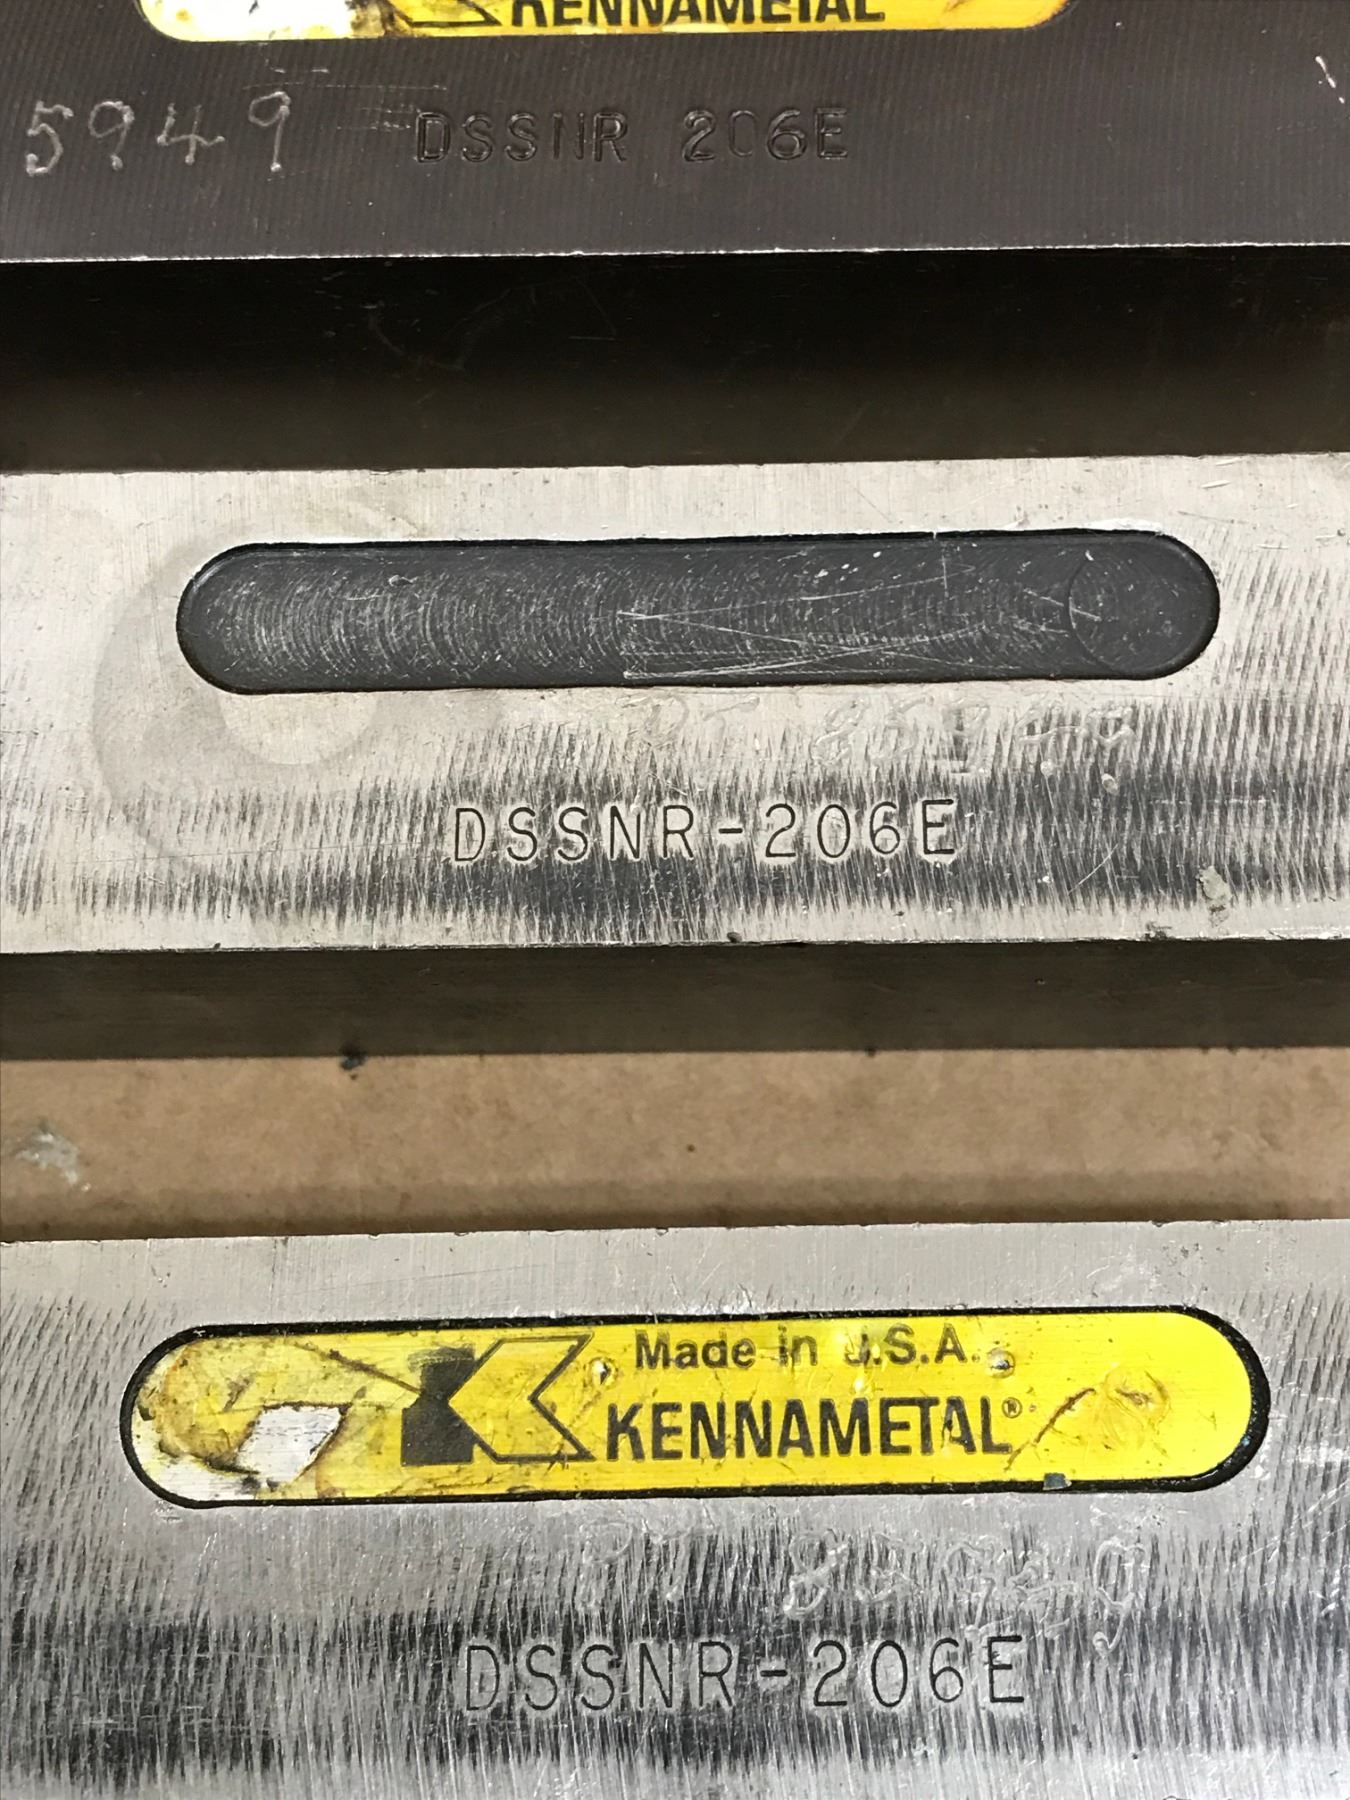 KENNAMETAL
5949 DSSNR 206E
DSSNR-206E
Made in U.S.A.
KENNAMETAL®
DSSNR-206E